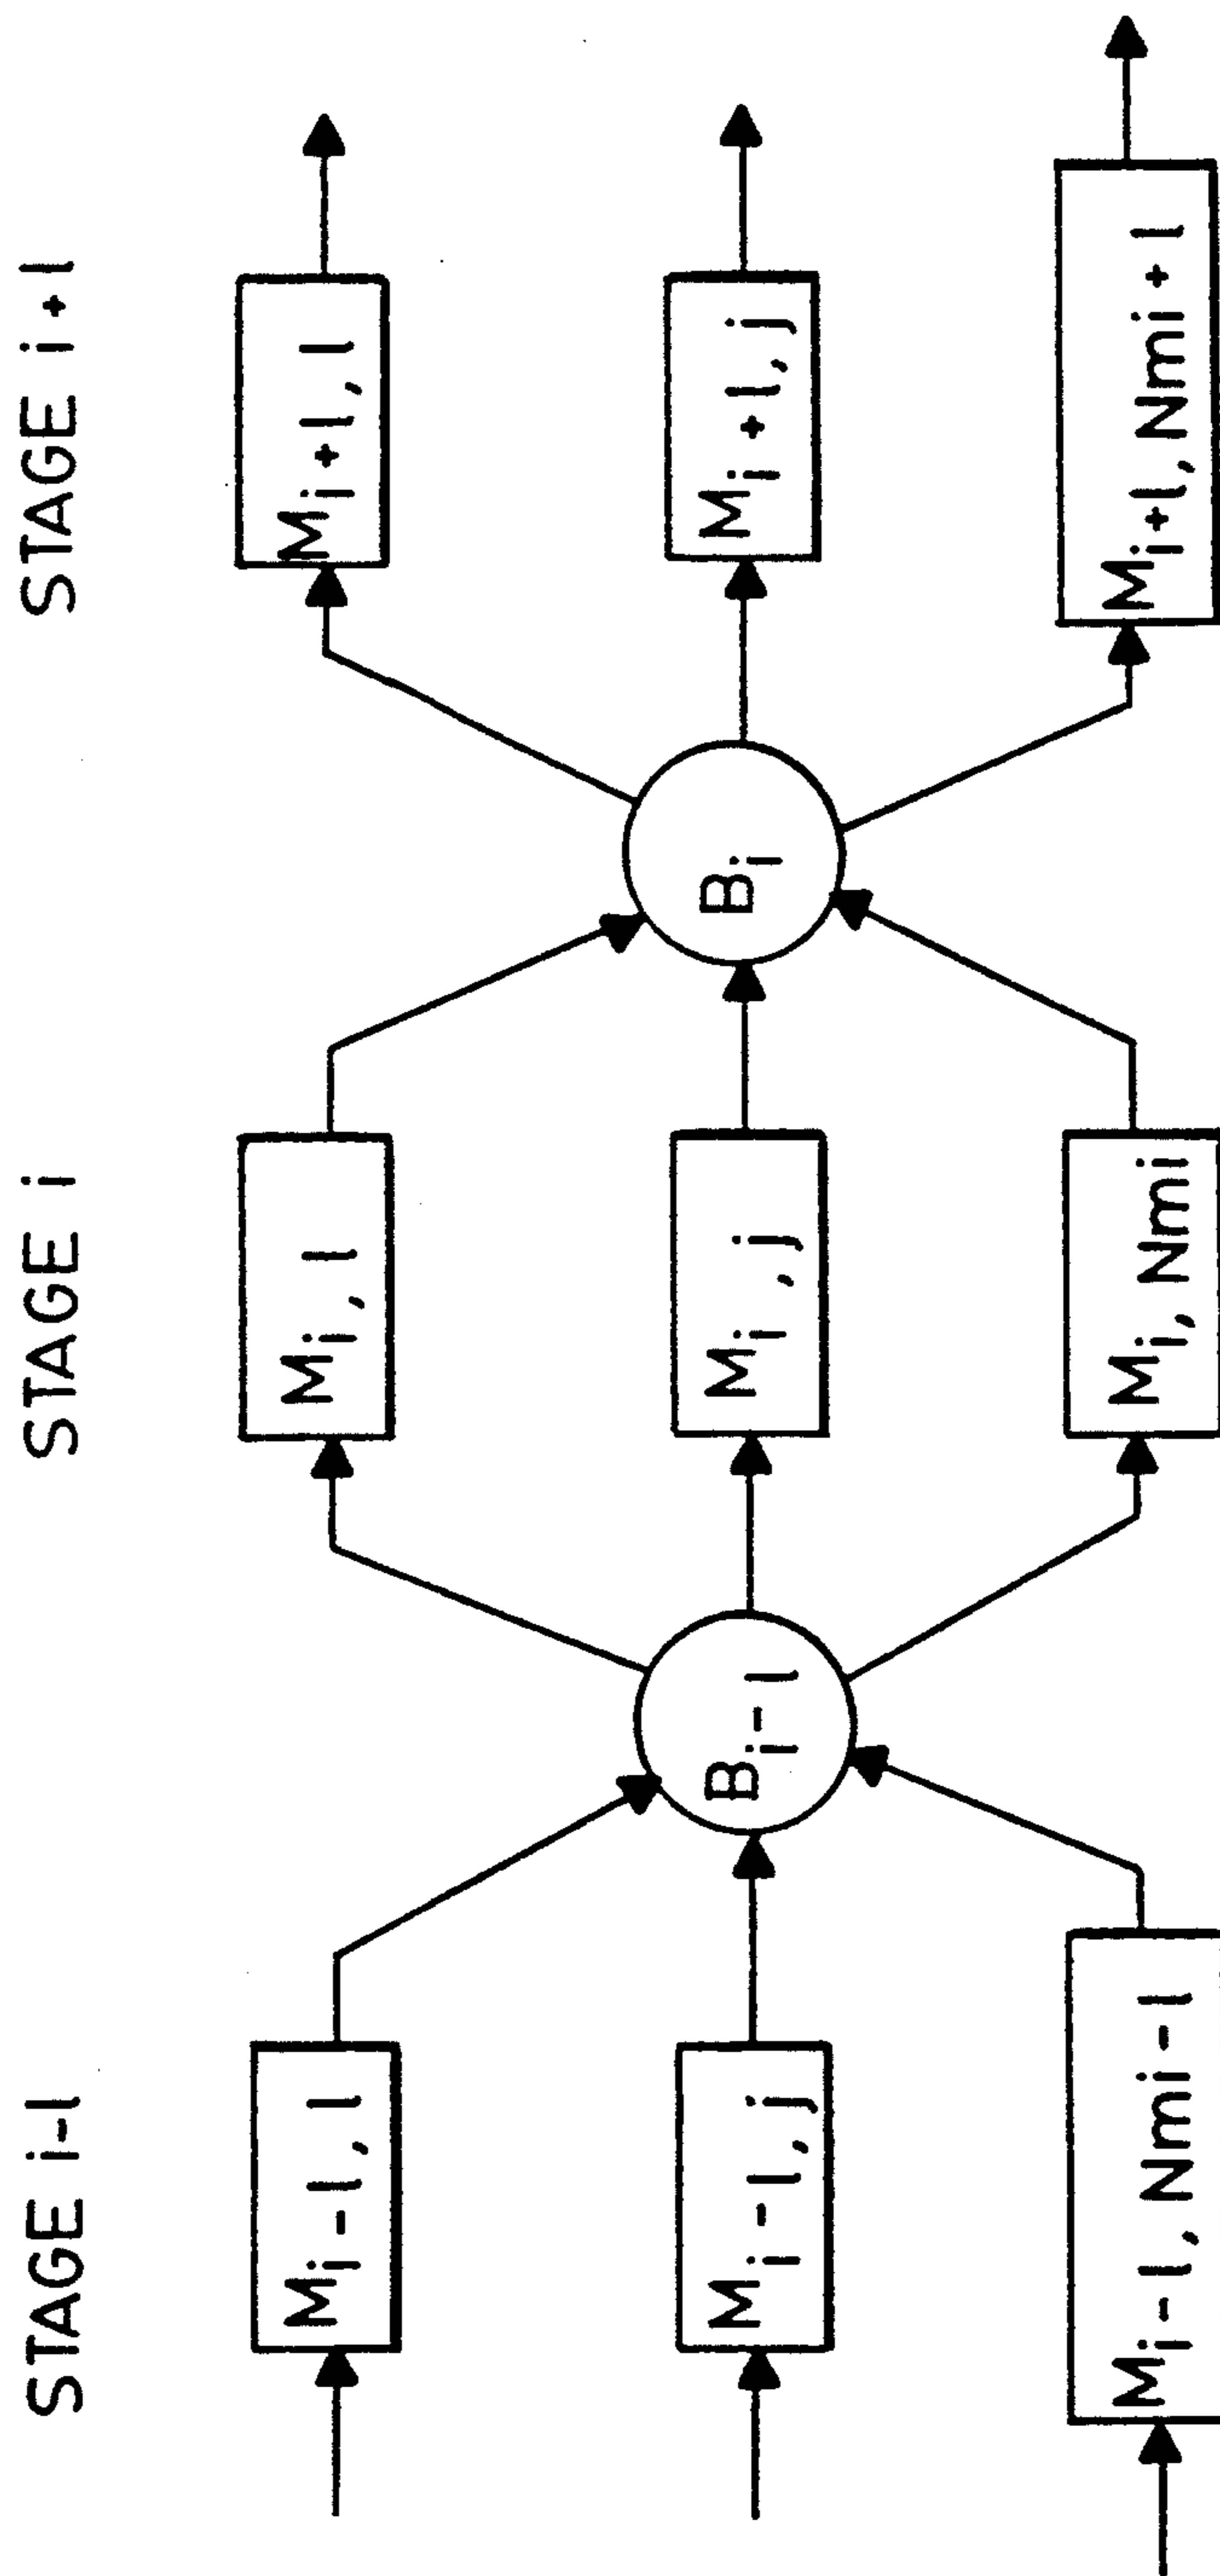 STAGE i-1
STAGE i
STAGE i+1
Mi-1, 1
Mi, 1
Mi+1, 1
Mi-1, j
Bi-1
Mi, j
Bi
Mi+1, j
Mi-1, Nmi-1
Mi, Nmi
Mi+1, Nmi+1